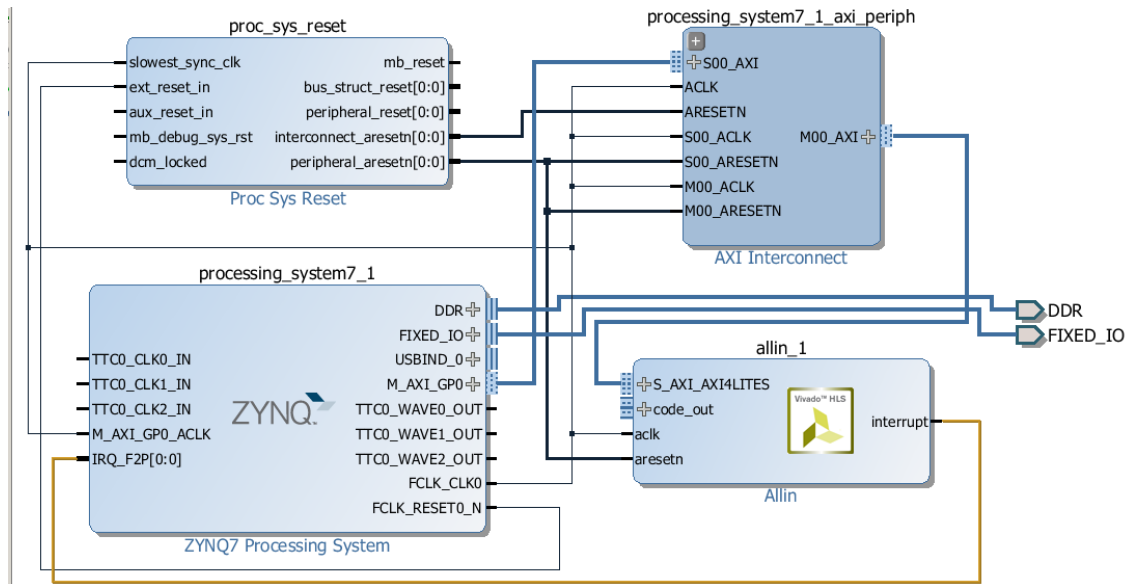 proc_sys_reset
slowest_sync_clk
ext_reset_in
aux_reset_in
mb_debug_sys_rst
dcm_locked
mb_reset
bus_struct_reset[0:0]
peripheral_reset[0:0]
interconnect_aresetn[0:0]
peripheral_aresetn[0:0]
Proc Sys Reset
processing_system7_1_axi_periph
S00_AXI
ACLK
ARESETN
S00_ACLK
S00_ARESETN
M00_ACLK
M00_ARESETN
M00_AXI
AXI Interconnect
processing_system7_1
TTC0_CLK0_IN
TTC0_CLK1_IN
TTC0_CLK2_IN
M_AXI_GP0_ACLK
IRQ_F2P[0:0]
ZYNQ
DDR
FIXED_IO
USBIND_0
M_AXI_GP0
TTC0_WAVE0_OUT
TTC0_WAVE1_OUT
TTC0_WAVE2_OUT
FCLK_CLK0
FCLK_RESET0_N
ZYNQ7 Processing System
DDR
FIXED_IO
allin_1
S_AXI_AXI4LITES
code_out
aclk
aresetn
Vivado™ HLS
interrupt
Allin